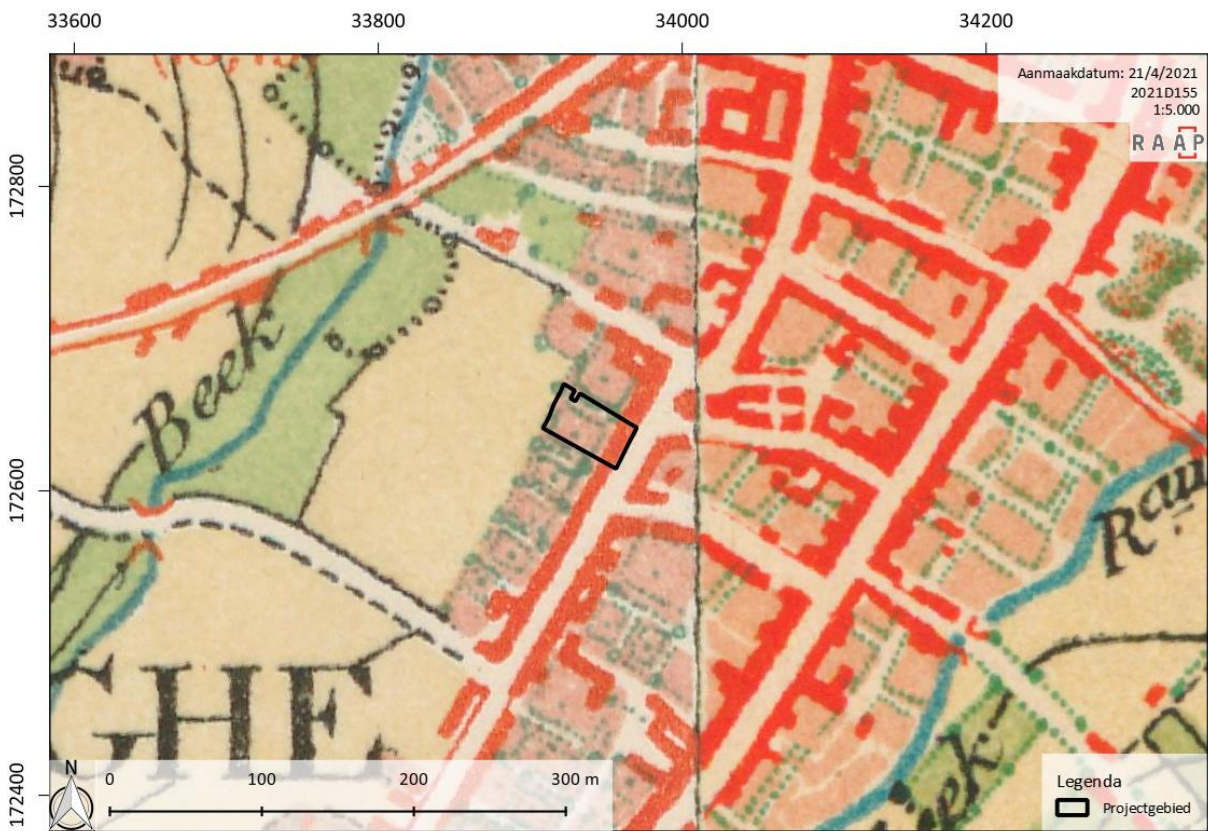 33600 33800 34000 34200
Aanmaakdatum: 21/4/2021
2021D155
1:5.000
RAAP
172800
Beek
172600
Rau
GHE
Beek
172400
N
0 100 200 300 m
Legenda
Projectgebied